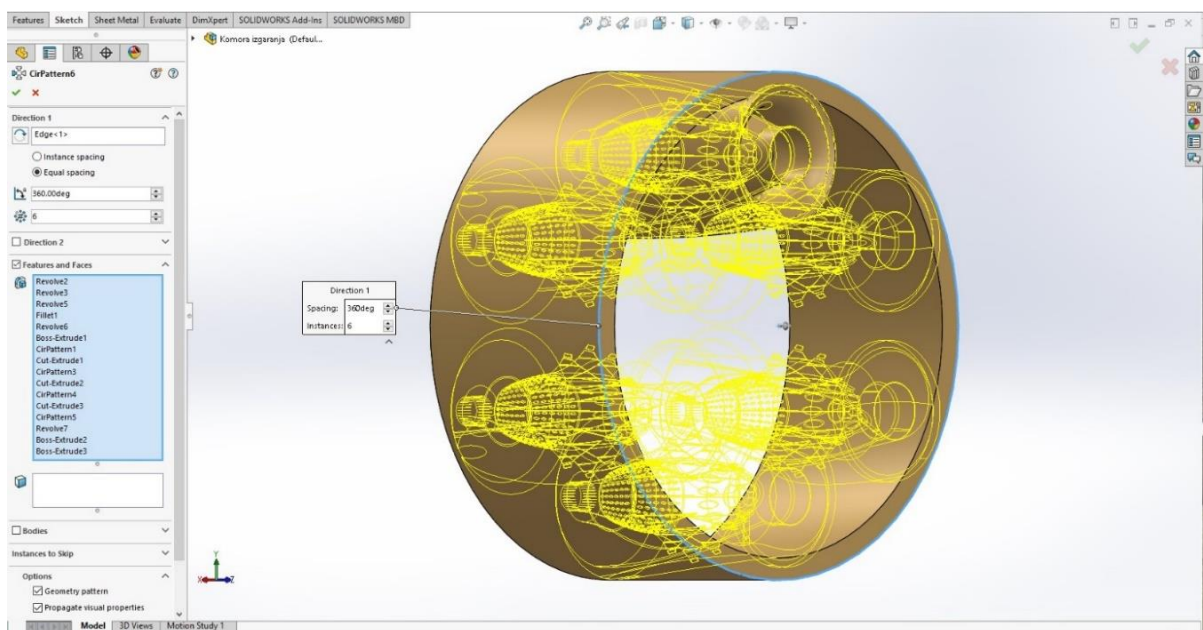 Features Sketch Sheet Metal Evaluate DimXpert SOLIDWORKS Add-Ins SOLIDWORKS MBD
Komora izgaranja (Defaul...
CirPattern6
Direction 1
Edge<1>
Instance spacing
Equal spacing
360.00deg
6
Direction 2
Features and Faces
Revolve2
Revolve3
Revolve5
Fillet1
Revolve6
Boss-Extrude1
CirPattern1
Cut-Extrude1
CirPattern3
Cut-Extrude2
CirPattern4
Cut-Extrude3
CirPattern5
Revolve7
Boss-Extrude2
Boss-Extrude3
Bodies
Instances to Skip
Options
Geometry pattern
Propagate visual properties
Direction 1
Spacing: 360deg
Instances: 6
Y
X Z
Model 3D Views Motion Study 1